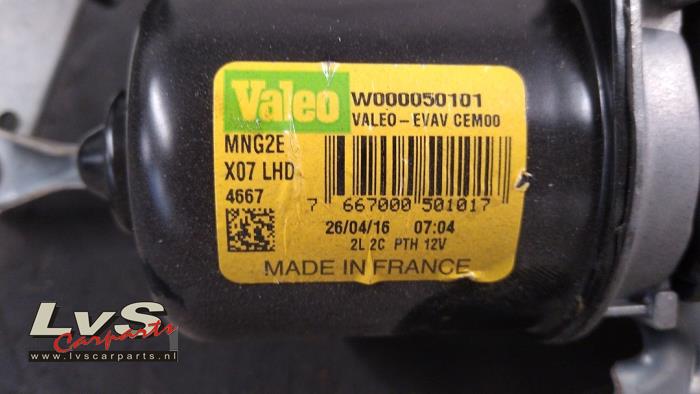 Valeo
W000050101
VALEO-EVAV CEM00
MNG2E
X07 LHD
4667
7 667000 501017
26/04/16 07:04
2L 2C PTH 12V
MADE IN FRANCE
LvS
Carparts
www.lvscarparts.nl